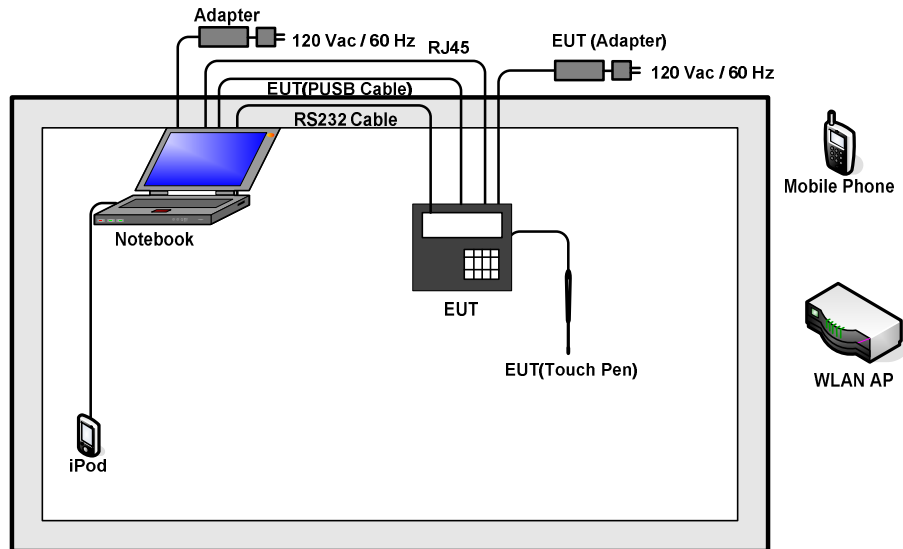 Adapter
120 Vac / 60 Hz
RJ45
EUT (Adapter)
120 Vac / 60 Hz
EUT(PUSB Cable)
RS232 Cable
Mobile Phone
Notebook
EUT
EUT(Touch Pen)
WLAN AP
iPod